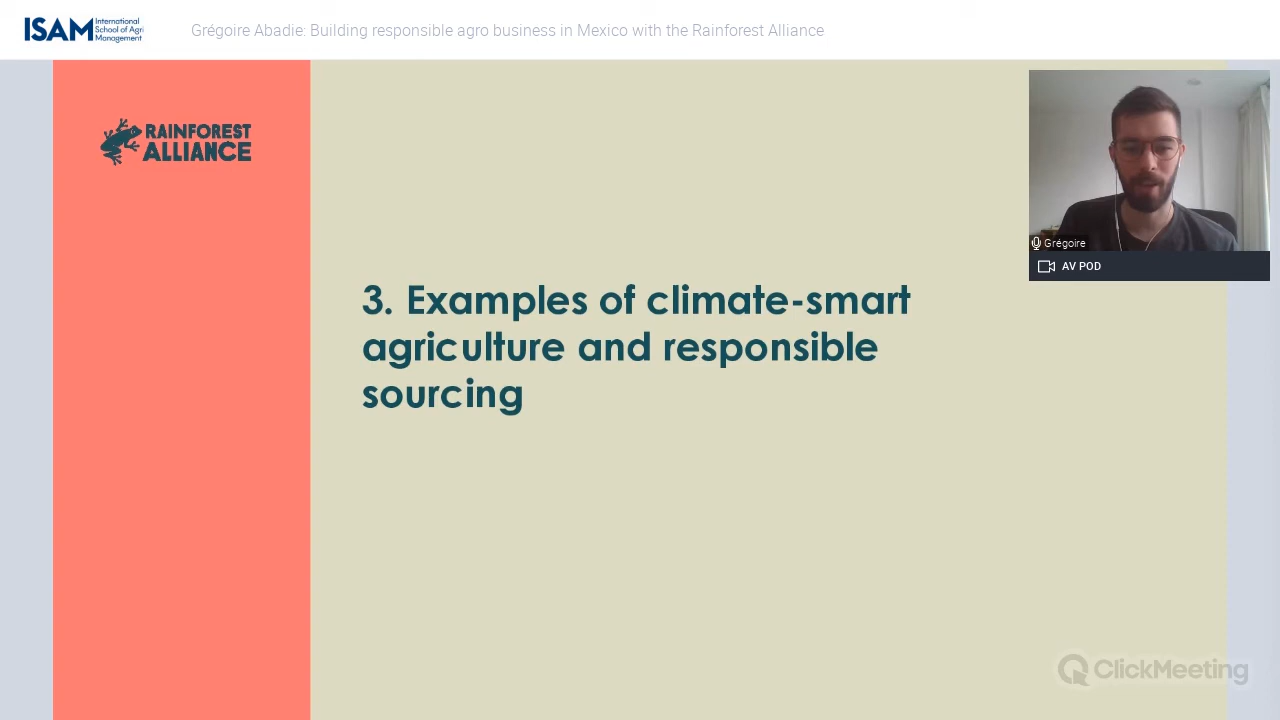 ISAM
International
School of Agri
Management
Grégoire Abadie: Building responsible agro business in Mexico with the Rainforest Alliance
RAINFOREST
ALLIANCE
3. Examples of climate-smart
agriculture and responsible
sourcing
Grégoire
AV POD
ClickMeeting